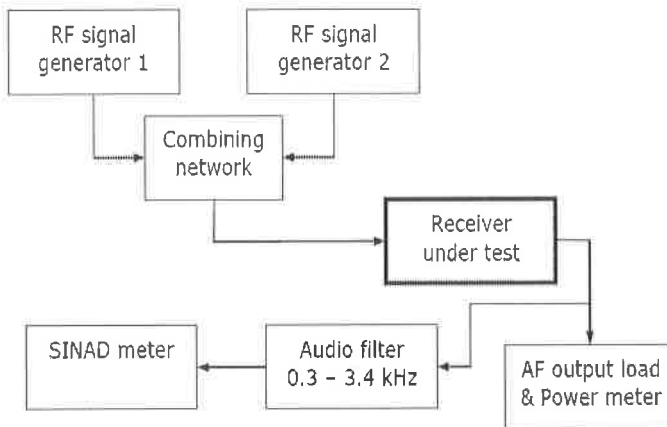 RF signal
generator 1
RF signal
generator 2
Combining
network
Receiver
under test
SINAD meter
Audio filter
0.3 – 3.4 kHz
AF output load
& Power meter